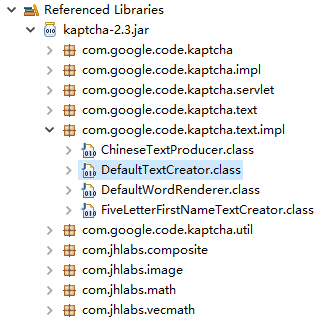 Referenced Libraries
kaptcha-2.3.jar
com.google.code.kaptcha
com.google.code.kaptcha.impl
com.google.code.kaptcha.servlet
com.google.code.kaptcha.text
com.google.code.kaptcha.text.impl
ChineseTextProducer.class
DefaultTextCreator.class
DefaultWordRenderer.class
FiveLetterFirstNameTextCreator.class
com.google.code.kaptcha.util
com.jhlabs.composite
com.jhlabs.image
com.jhlabs.math
com.jhlabs.vecmath